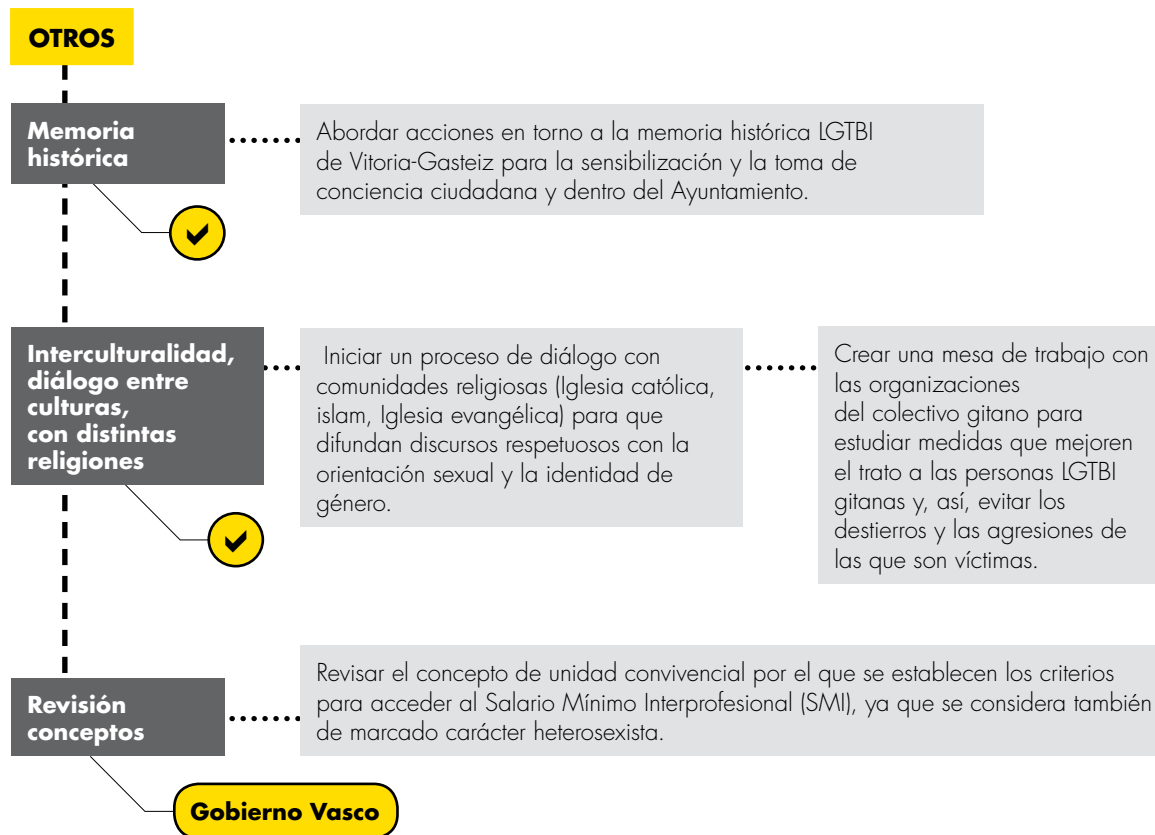 OTROS
Memoria
histórica
Abordar acciones en torno a la memoria histórica LGTBI
de Vitoria-Gasteiz para la sensibilización y la toma de
conciencia ciudadana y dentro del Ayuntamiento.
Interculturalidad,
diálogo entre
culturas,
con distintas
religiones
Iniciar un proceso de diálogo con
comunidades religiosas (Iglesia católica,
islam, Iglesia evangélica) para que
difundan discursos respetuosos con la
orientación sexual y la identidad de
género.
Crear una mesa de trabajo con
las organizaciones
del colectivo gitano para
estudiar medidas que mejoren
el trato a las personas LGTBI
gitanas y, así, evitar los
destierros y las agresiones de
las que son víctimas.
Revisión
conceptos
Revisar el concepto de unidad convivencial por el que se establecen los criterios
para acceder al Salario Mínimo Interprofesional (SMI), ya que se considera también
de marcado carácter heterosexista.
Gobierno Vasco